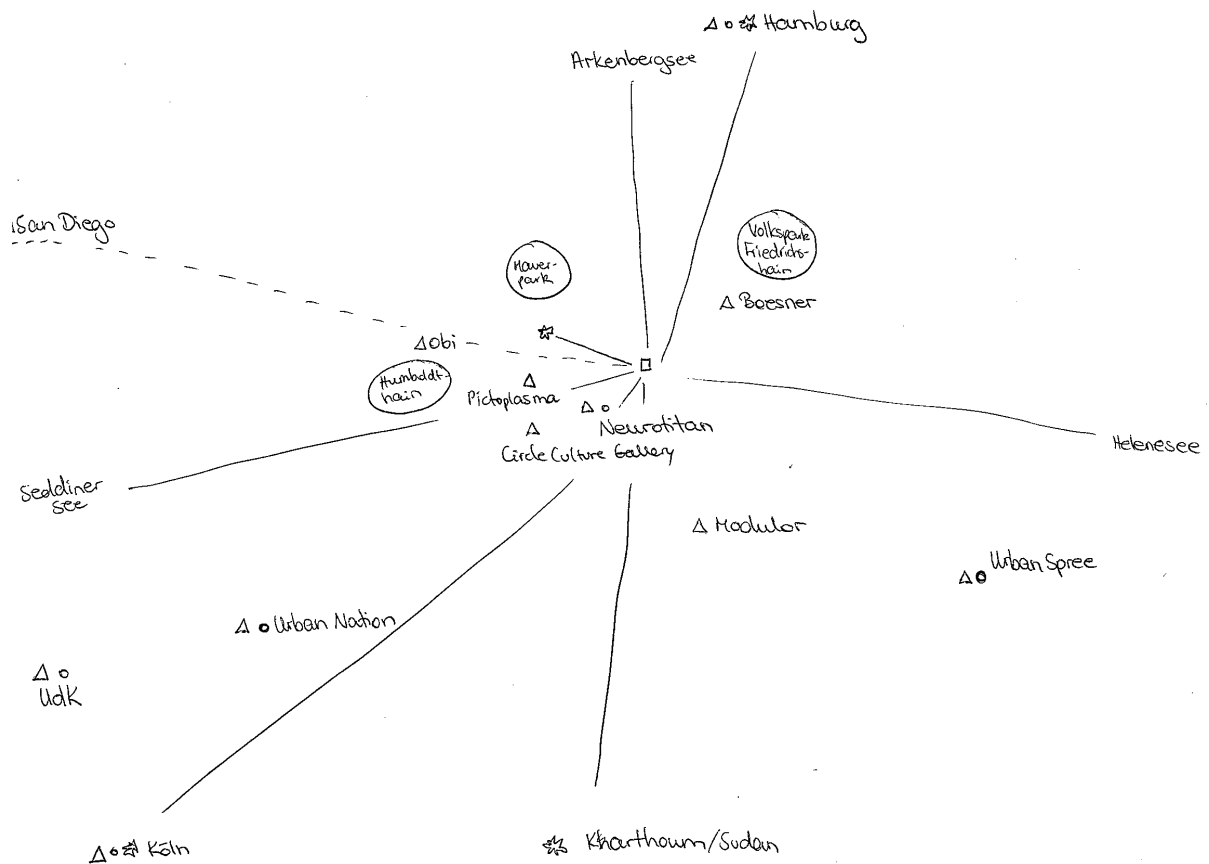 Hamburg
Arkenbergsee
San Diego
Volkspark
Friedrichs-
hain
Mauer-
park
Boesner
Obi
Humboldt-
hain
Pictoplasma
Neurotitan
Circle Culture Gallery
Helenesee
Seddiner
See
Modulor
Urban Spree
Urban Nation
UdK
Köln
Kharthoum/Sudan